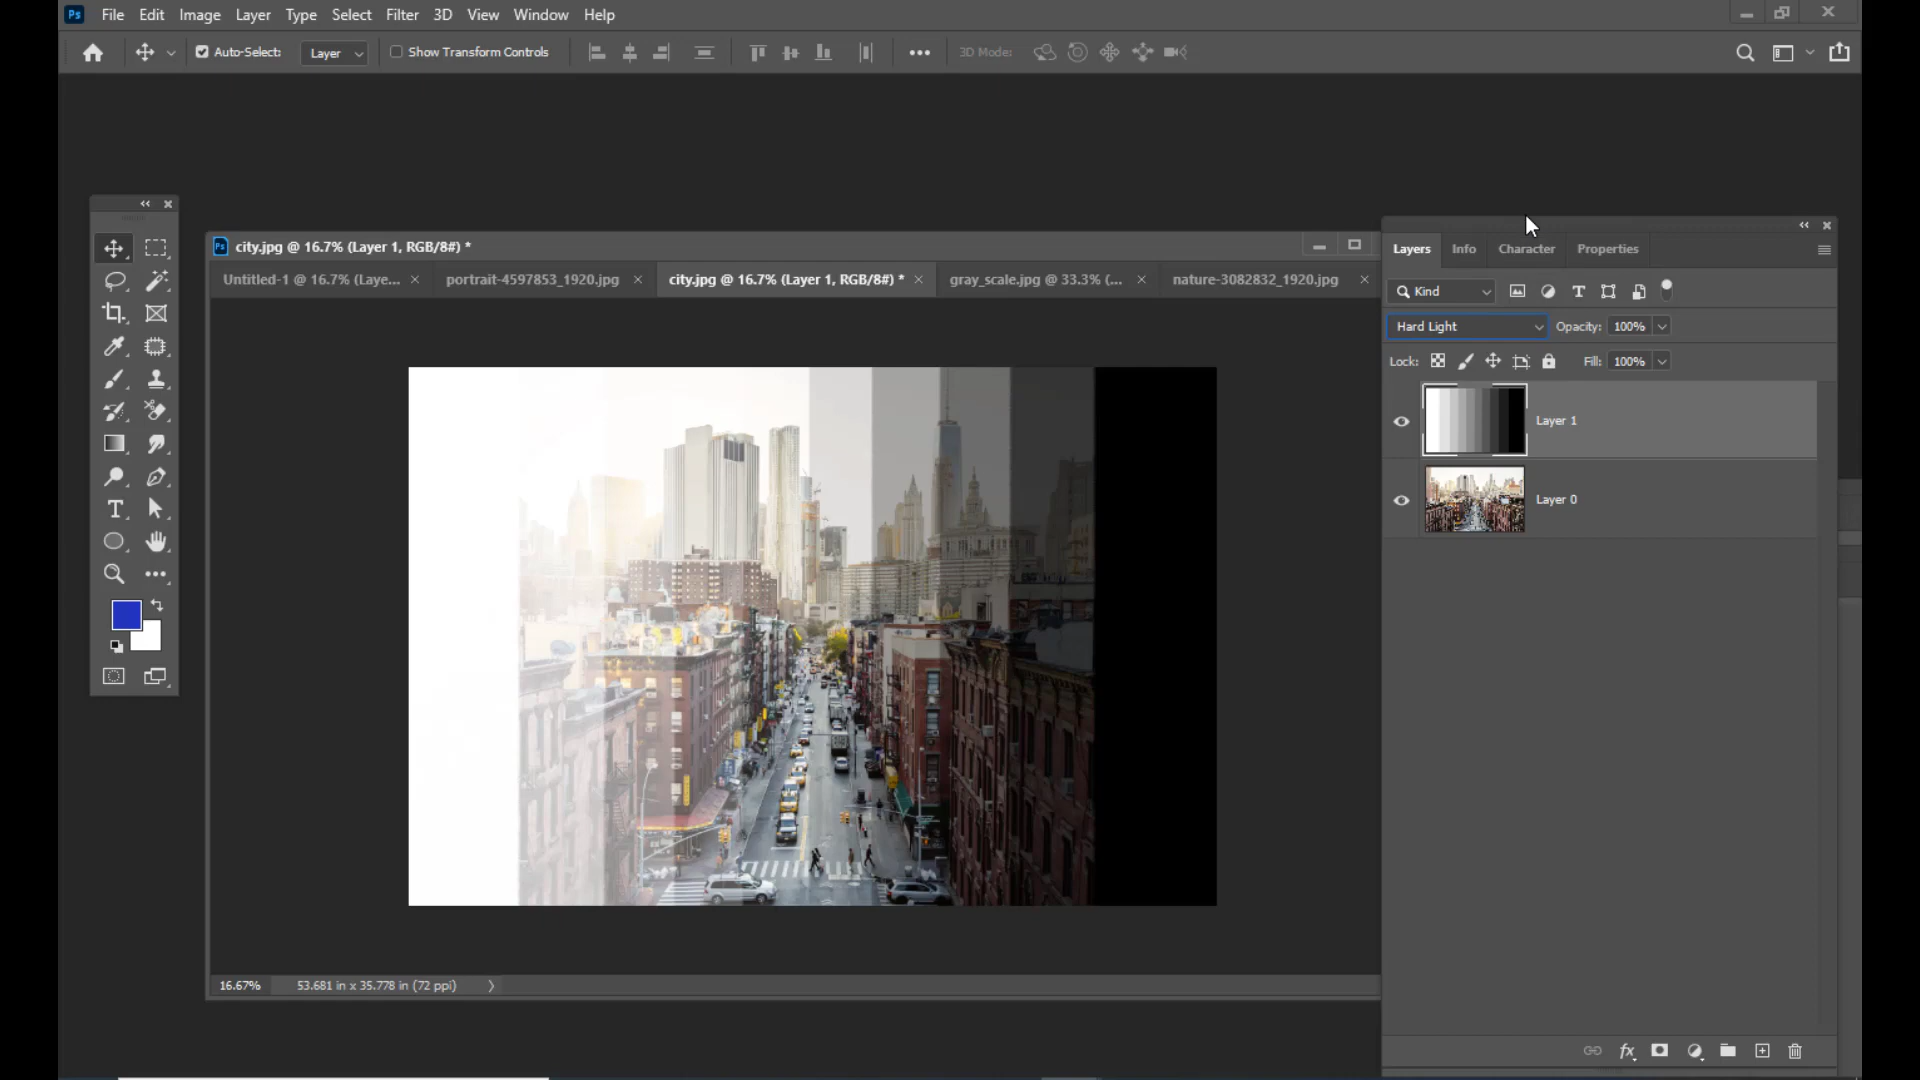 Ps File Edit Image Layer Type Select Filter 3D View Window Help
Auto-Select: Layer Show Transform Controls 3D Mode:
Ps city.jpg @ 16.7% (Layer 1, RGB/8#) *
Untitled-1 @ 16.7% (Laye... portrait-4597853_1920.jpg city.jpg @ 16.7% (Layer 1, RGB/8#) * gray_scale.jpg @ 33.3% (... nature-3082832_1920.jpg
16.67% 53.681 in x 35.778 in (72 ppi)
Layers Info Character Properties
Kind
Hard Light Opacity: 100%
Lock: Fill: 100%
Layer 1
Layer 0
fx